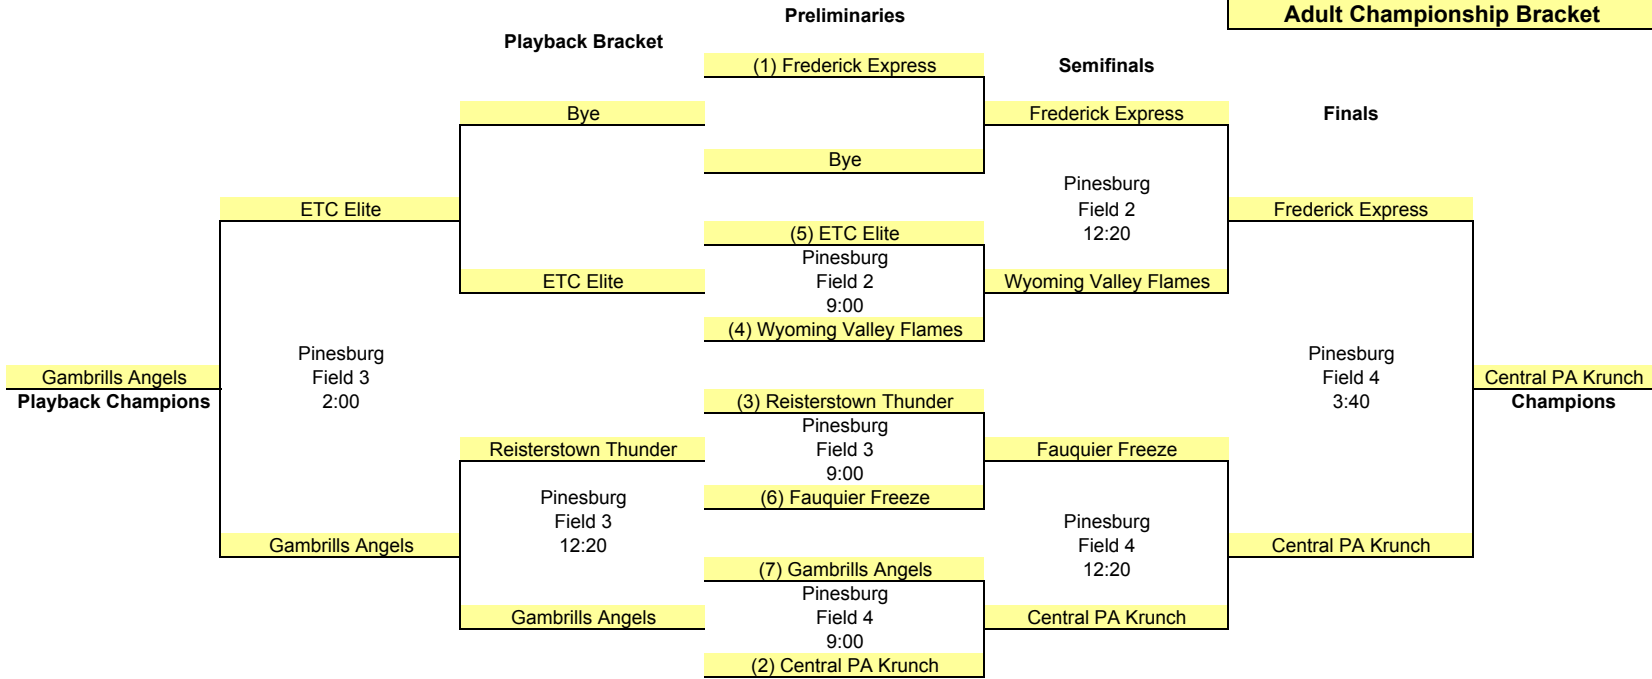 Preliminaries
Adult Championship Bracket
Playback Bracket
(1) Frederick Express
Semifinals
Bye
Frederick Express
Finals
Bye
Pinesburg
Field 2
12:20
ETC Elite
Frederick Express
(5) ETC Elite
Pinesburg
Field 2
9:00
ETC Elite
Wyoming Valley Flames
(4) Wyoming Valley Flames
Pinesburg
Field 3
2:00
Pinesburg
Field 4
3:40
Gambrills Angels
Playback Champions
Central PA Krunch
Champions
(3) Reisterstown Thunder
Pinesburg
Field 3
9:00
Reisterstown Thunder
Fauquier Freeze
(6) Fauquier Freeze
Pinesburg
Field 3
12:20
Pinesburg
Field 4
12:20
Gambrills Angels
Central PA Krunch
(7) Gambrills Angels
Pinesburg
Field 4
9:00
Gambrills Angels
Central PA Krunch
(2) Central PA Krunch